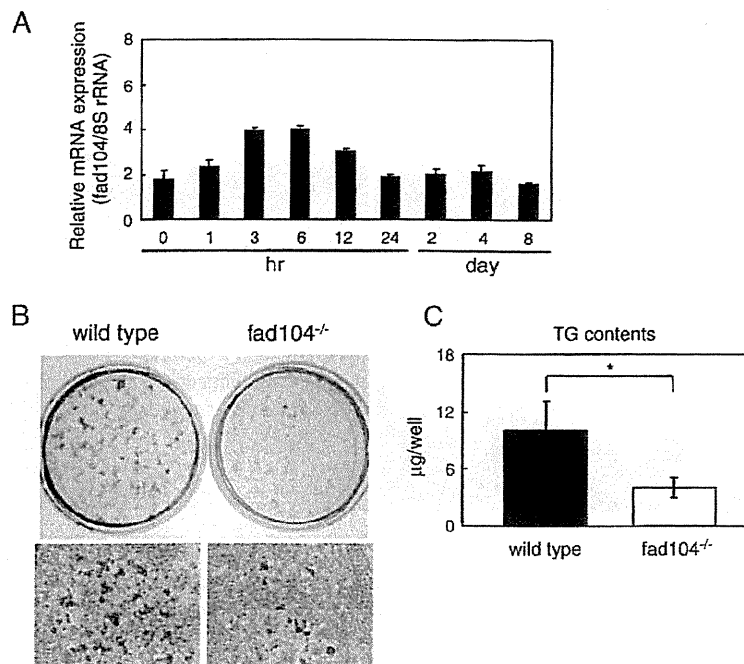 A
Relative mRNA expression
(fad104/8S rRNA)
8
4
2
0
0 1 3 6 12 24 2 4 8
hr day
B
wild type fad104-/-
C
TG contents
µg/well
18
12
6
0
*
wild type fad104-/-